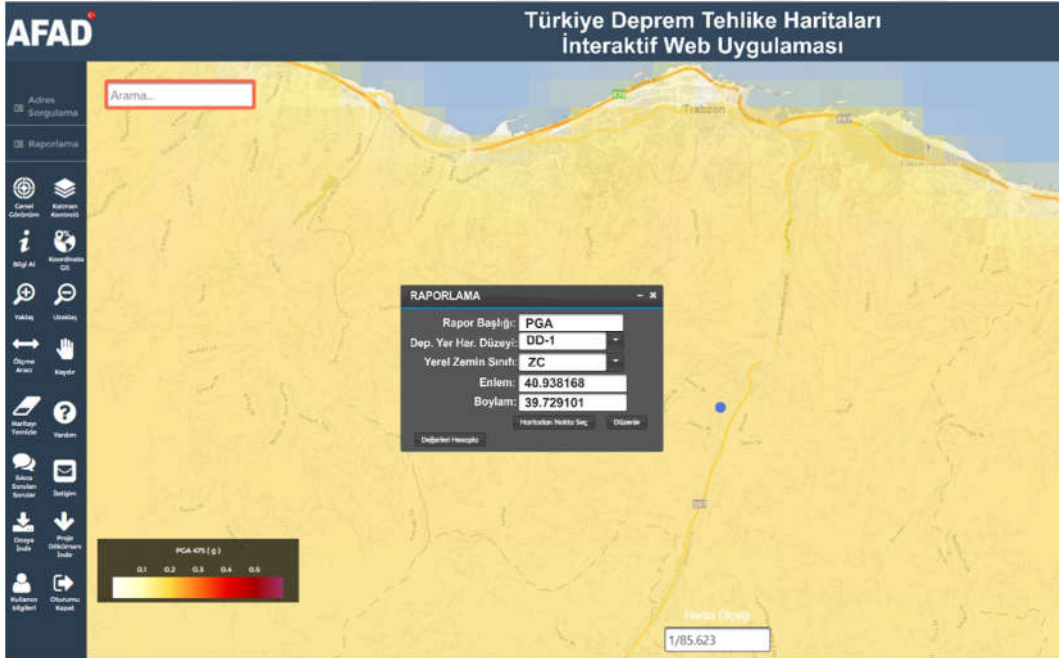 AFAD
Türkiye Deprem Tehlike Haritaları
İnteraktif Web Uygulaması
Adres
Sorgulama
Raporlama
Genel
Görünüm
Katman
Kontrolü
Bilgi Al
Koordinata
Git
Yaklaş
Uzaklaş
Ölçme
Aracı
Kaydır
Haritayı
Temizle
Yardım
Sıkca
Sorulan
Sorular
İletişim
Dosya
İndir
Proje
Dökümanı
İndir
Kullanıcı
bilgileri
Oturumu
Kapat
Arama...
Trabzon
RAPORLAMA
Rapor Başlığı: PGA
Dep. Yer Har. Düzeyi: DD-1
Yerel Zemin Sınıfı: ZC
Enlem: 40.938168
Boylam: 39.729101
Haritadan Nokta Seç Düzenle
Değerleri Hesapla
PGA 475 ( g )
0.1 0.2 0.3 0.4 0.5
Harita Ölçeği
1/85.623